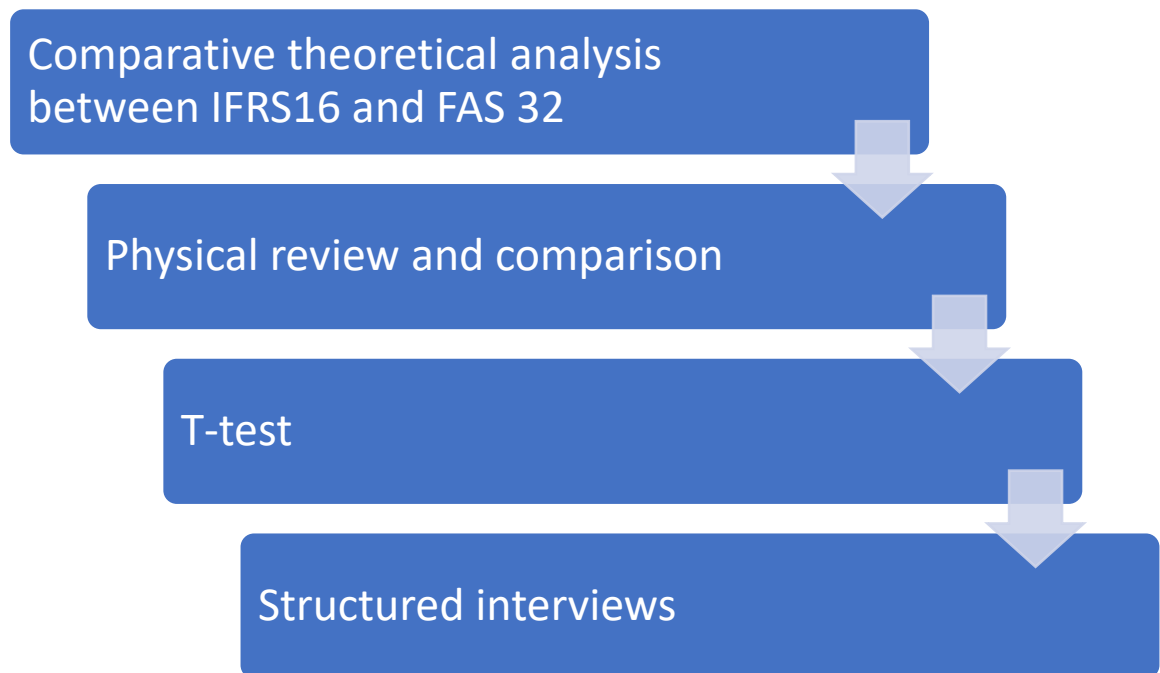 Comparative theoretical analysis
between IFRS16 and FAS 32
Physical review and comparison
T-test
Structured interviews